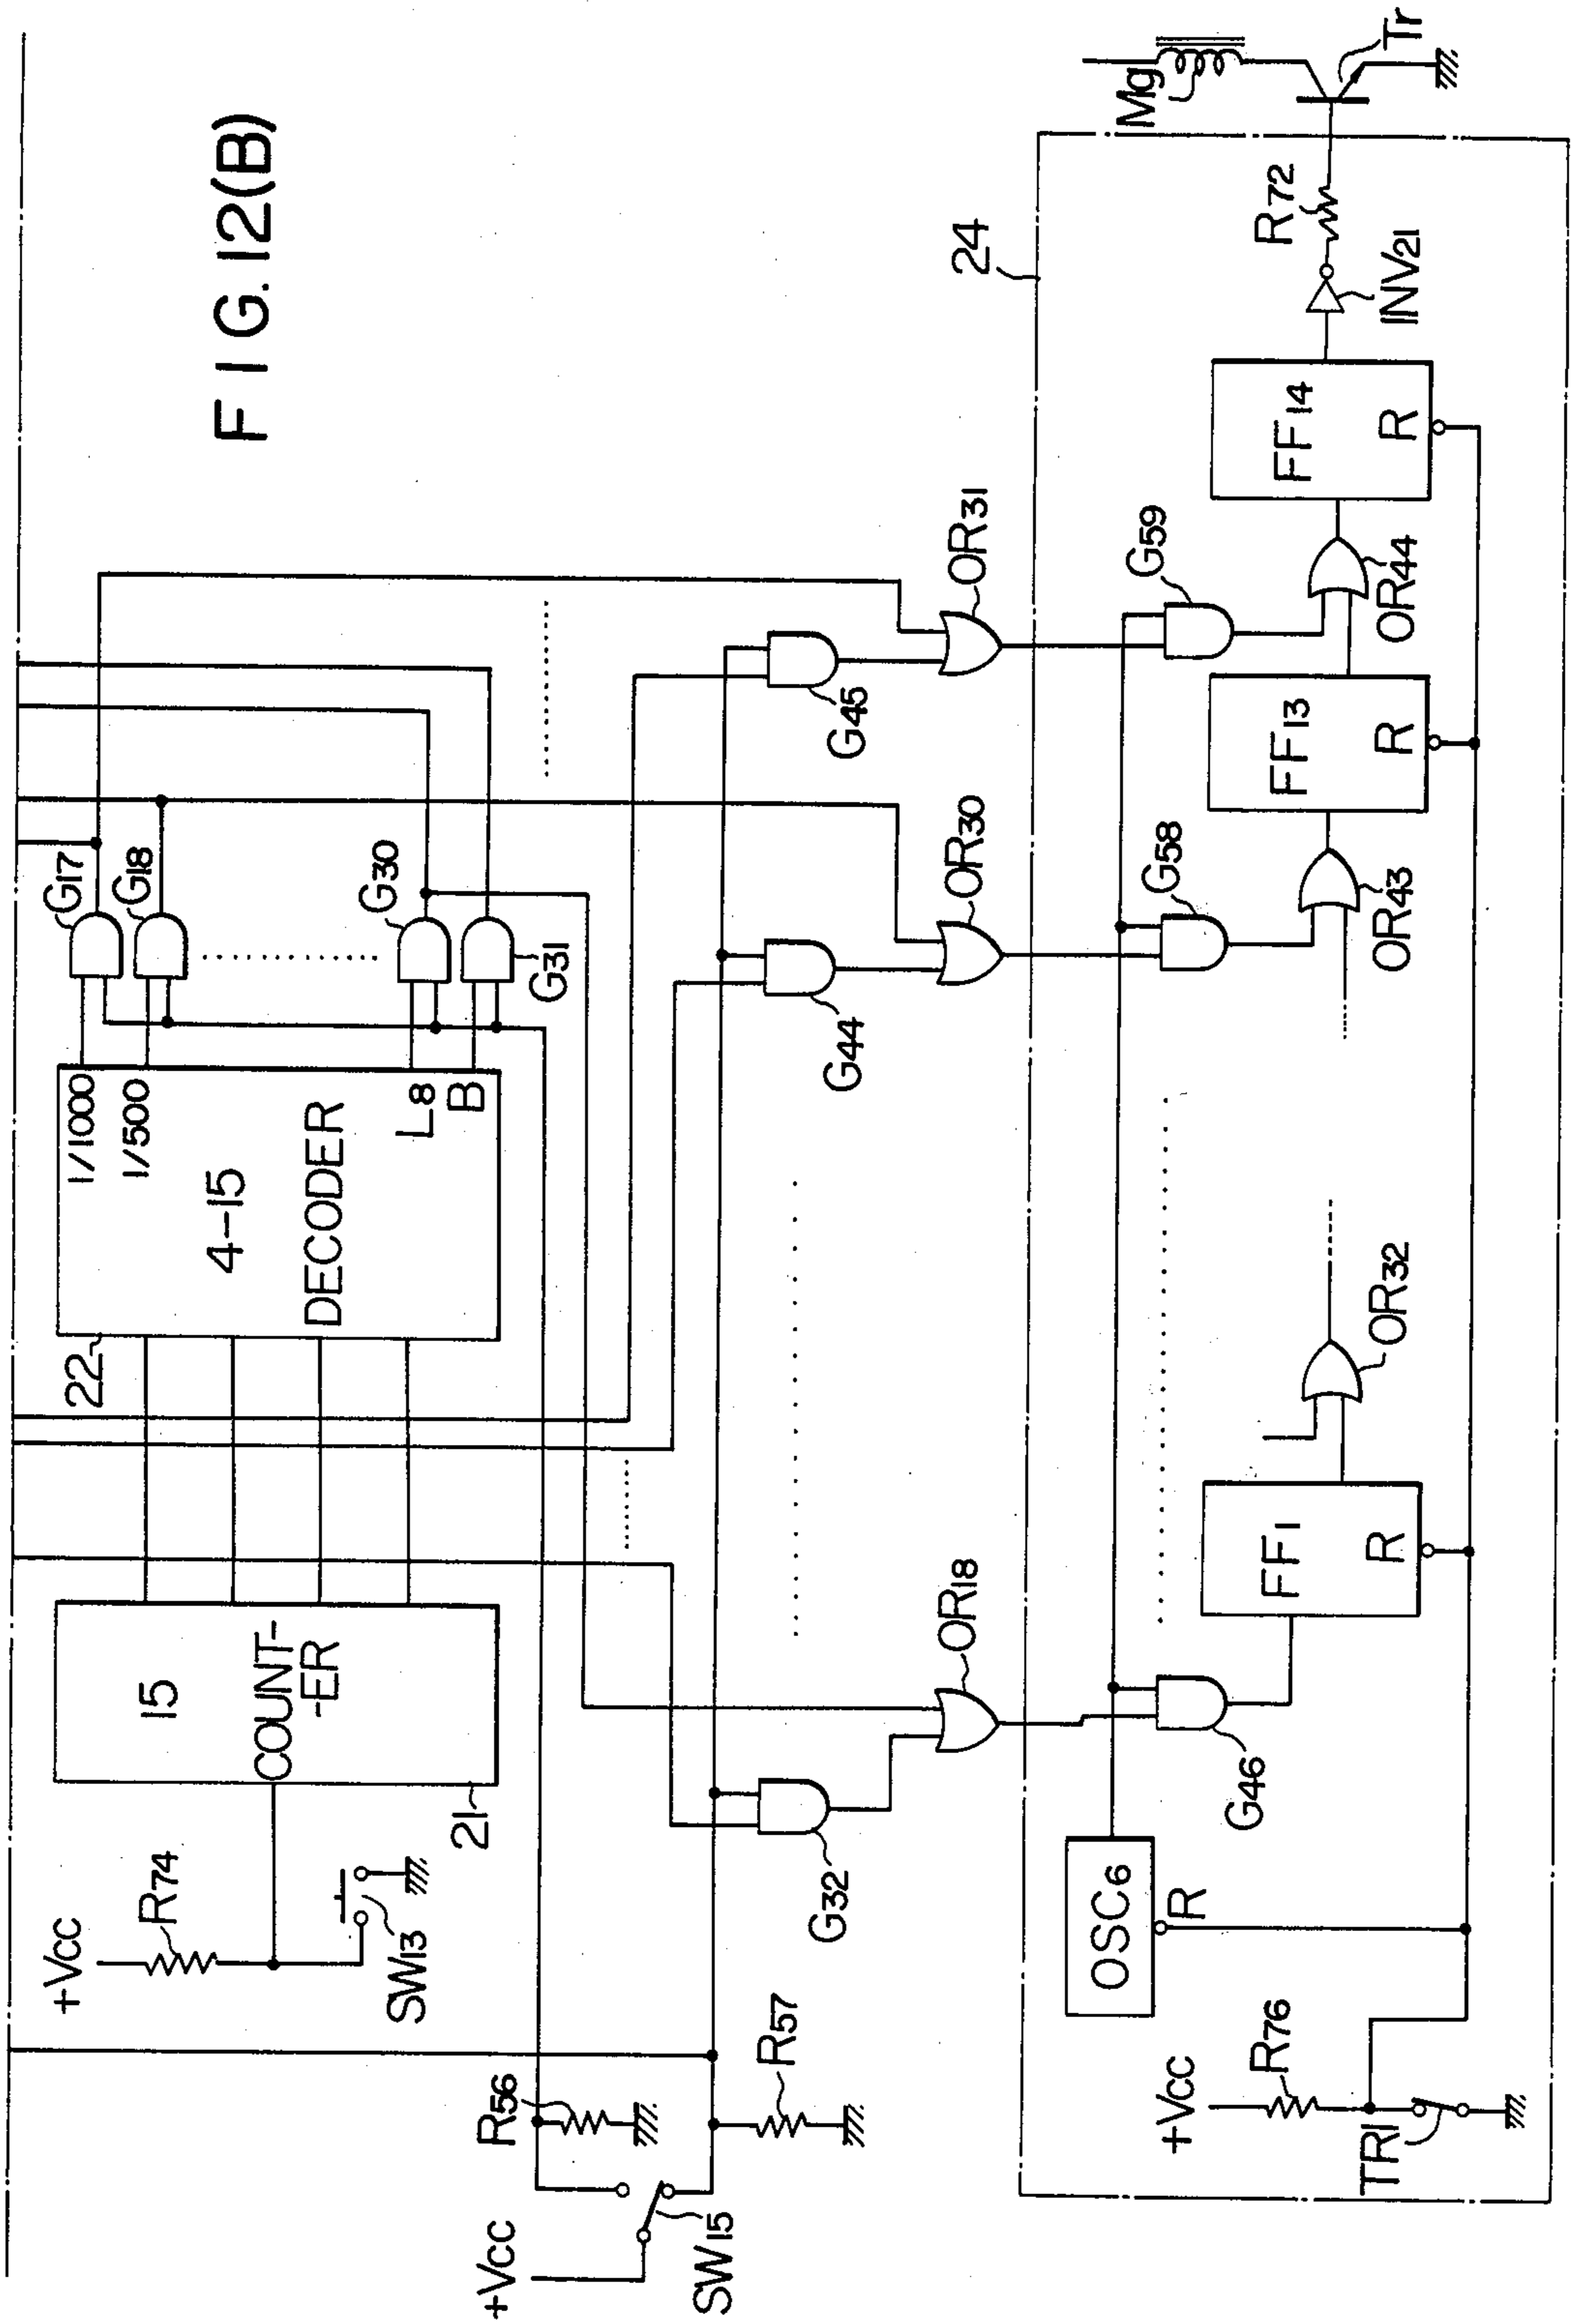 FIG. 12(B)
+VCC
R74
SW13
15
COUNT-
-ER
21
22
4-15
DECODER
1/1000
1/500
L8
B
G17
G18
G30
G31
+VCC
SW15
R56
R57
G32
G44
G45
OR18
OR30
OR31
24
OSC6
R
+VCC
R76
TR1
G46
G58
G59
FF1
R
OR32
OR43
FF13
R
OR44
FF14
R
INV21
R72
Mg
Tr